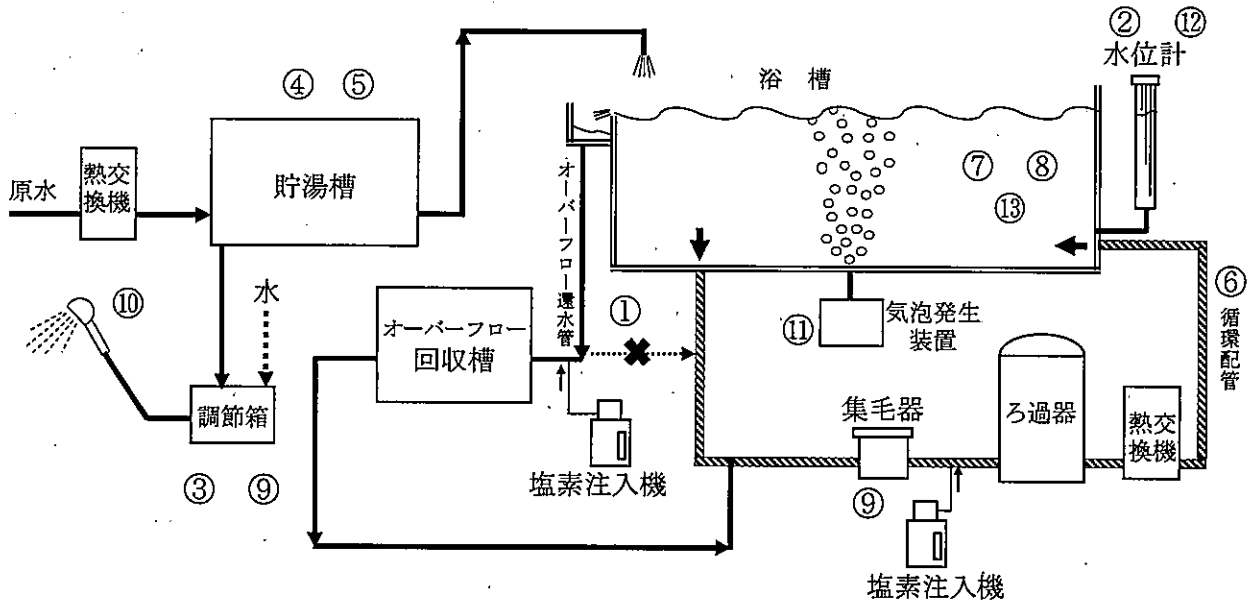 ② ⑫
水位計
浴 槽
④ ⑤
原水
熱交
換機
貯湯槽
オーバーフロー還水管
⑦ ⑧
⑬
⑩
水
オーバーフロー
回収槽
①
⑪
気泡発生
装置
⑥
循環配管
調節箱
③ ⑨
塩素注入機
集毛器
⑨
ろ過器
熱交
換機
塩素注入機